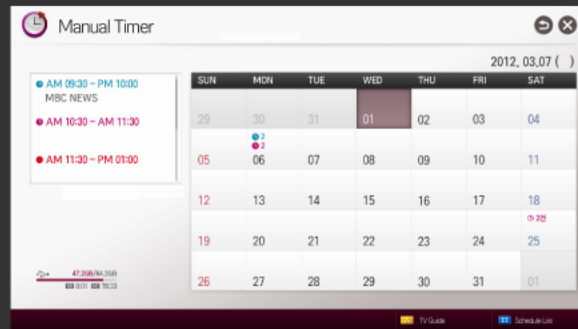 Manual Timer
2012, 03,07 ( )
AM 09:30 ~ PM 10:00
MBC NEWS
AM 10:30 ~ AM 11:30
AM 11:30 ~ PM 01:00
SUN MON TUE WED THU FRI SAT
29 30 31 01 02 03 04
2
2
05 06 07 08 09 10 11
12 13 14 15 16 17 18
2건
19 20 21 22 23 24 25
26 27 28 29 30 31 01
TV Guide Schedule List